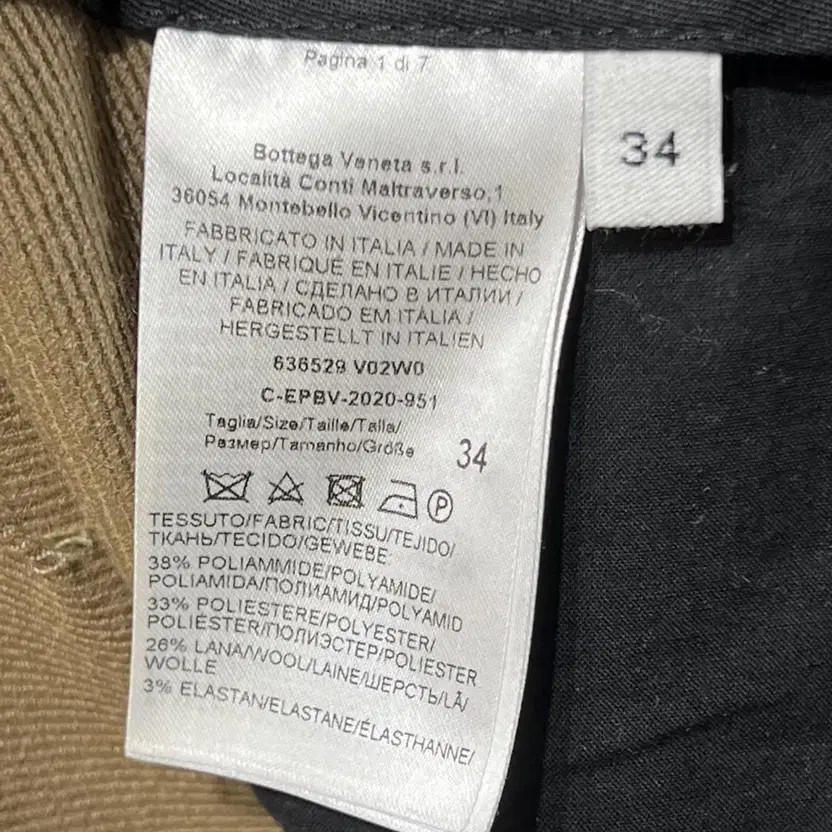 Pagina 1 di 7
34
Bottega Veneta s.r.l.
Località Conti Maltraverso,1
36054 Montebello Vicentino (VI) Italy
FABBRICATO IN ITALIA / MADE IN
ITALY / FABRIQUÉ EN ITALIE / HECHO
EN ITALIA / СДЕЛАНО В ИТАЛИИ /
FABRICADO EM ITÁLIA /
HERGESTELLT IN ITALIEN
636529 V02W0
C-EPBV-2020-951
Taglia/Size/Taille/Talla/
Размер/Tamanho/Größe
34
P
TESSUTO/FABRIC/TISSU/TEJIDO/
ТКАНЬ/TECIDO/GEWEBE
38% POLIAMMIDE/POLYAMIDE/
POLIAMIDA/ПОЛИАМИД/POLYAMID
33% POLIESTERE/POLYESTER/
POLIÉSTER/ПОЛИЭСТЕР/POLIESTER
26% LANA/WOOL/LAINE/ШЕРСТЬ/LÃ/
WOLLE
3% ELASTAN/ELASTANE/ÉLASTHANNE/